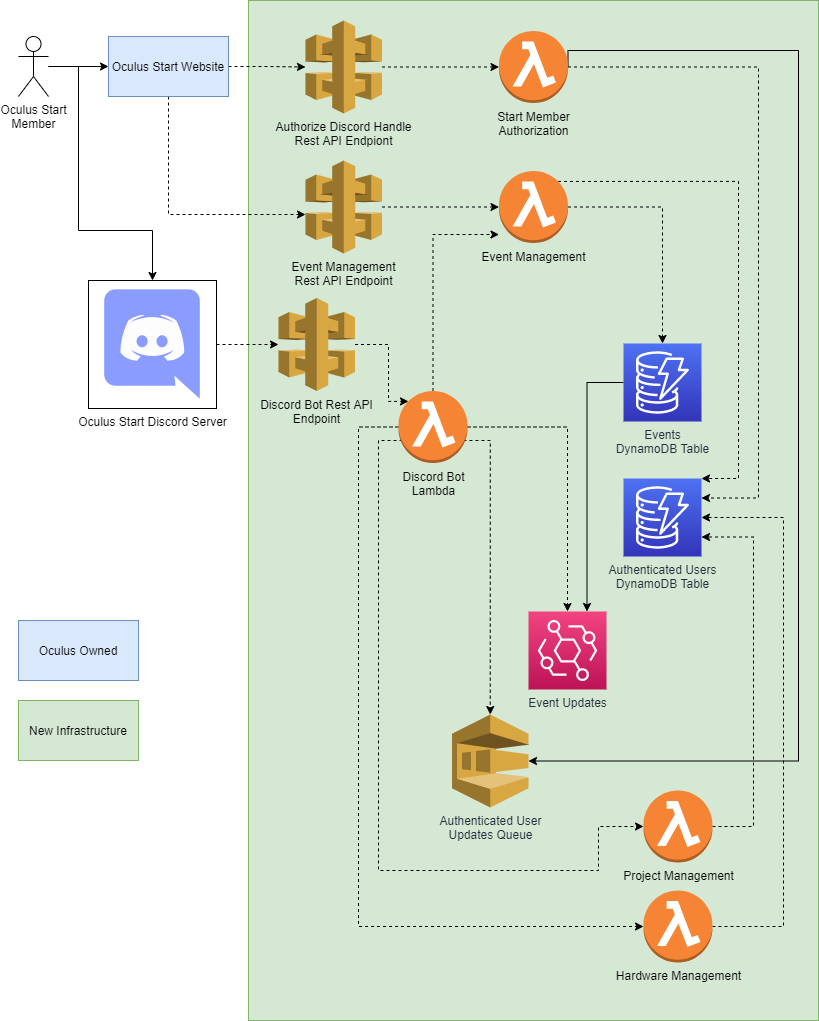 Oculus Start
Member
Oculus Start Website
Authorize Discord Handle
Rest API Endpiont
Start Member
Authorization
Event Management
Rest API Endpoint
Event Management
Discord Bot Rest API
Endpoint
Oculus Start Discord Server
Discord Bot
Lambda
Events
DynamoDB Table
Authenticated Users
DynamoDB Table
Oculus Owned
New Infrastructure
Event Updates
Authenticated User
Updates Queue
Project Management
Hardware Management